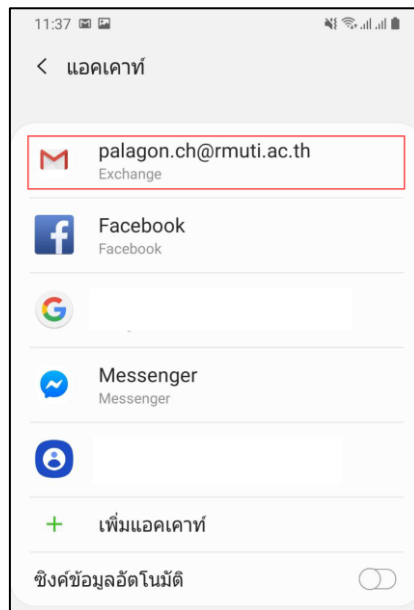 11:37
แอคเคาท์
palagon.ch@rmuti.ac.th
Exchange
Facebook
Facebook
Messenger
Messenger
เพิ่มแอคเคาท์
ซิงค์ข้อมูลอัตโนมัติ